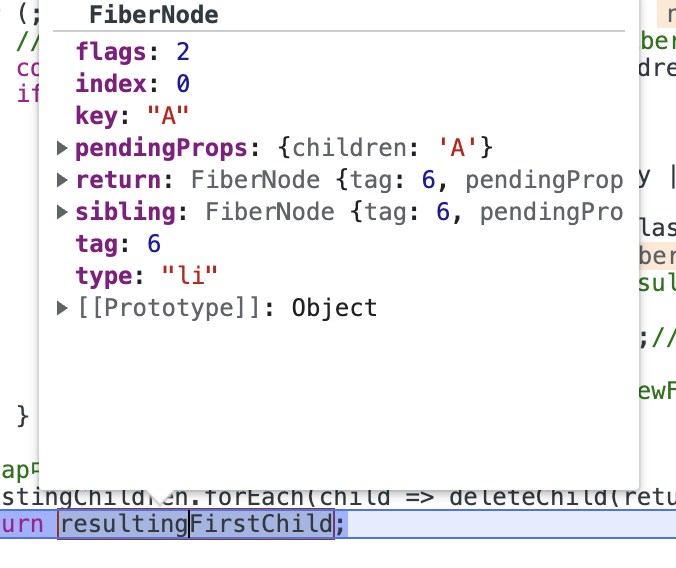 (;
FiberNode
//
flags: 2
ber
co
index: 0
dre
if
key: "A"
pendingProps: {children: 'A'}
return: FiberNode {tag: 6, pendingProp
y |
sibling: FiberNode {tag: 6, pendingPro
las
tag: 6
ber
type: "li"
sul
[[Prototype]]: Object
;//
ewF
}
ap
stingChildren.forEach(child => deleteChild(retu
urn resultingFirstChild;